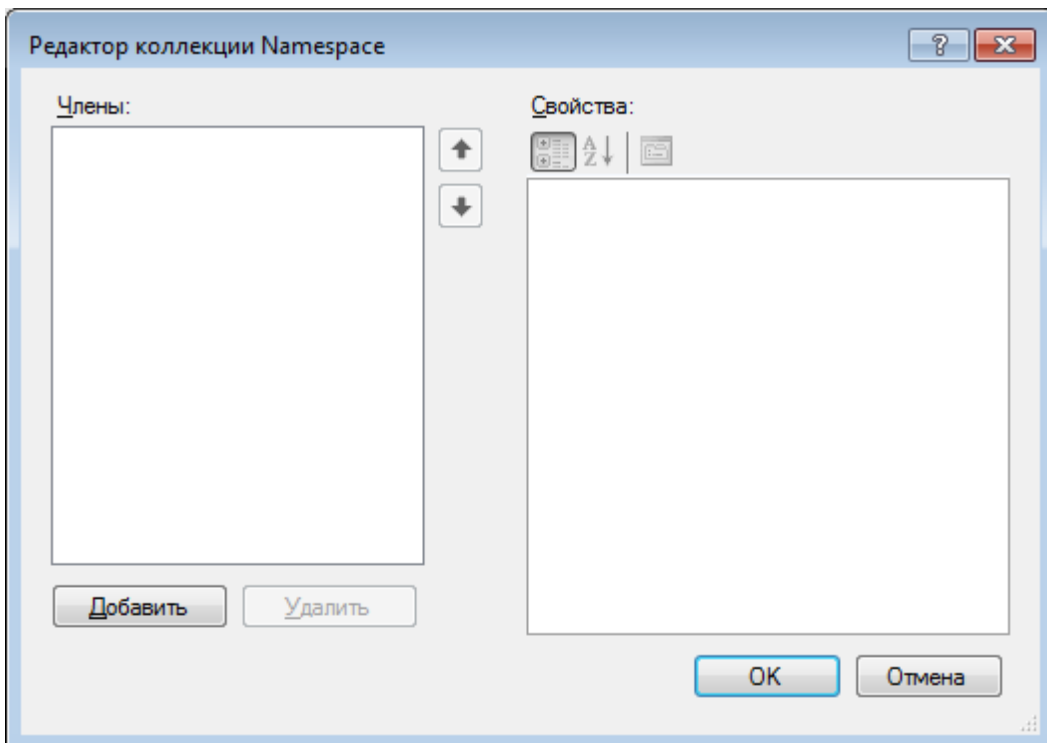 Редактор коллекции Namespace
Члены:
Свойства:
Добавить
Удалить
OK
Отмена